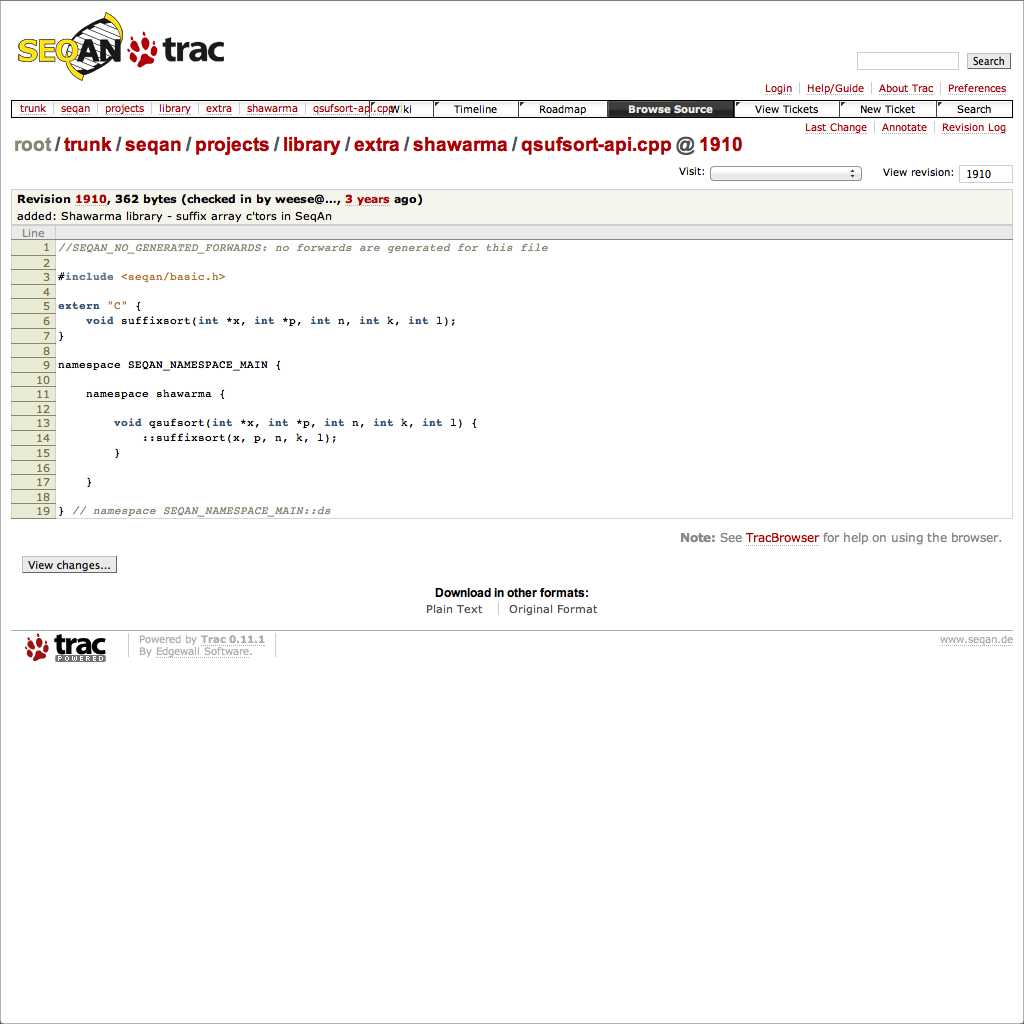 SEQAN trac
Search
Login Help/Guide About Trac Preferences
trunk seqan projects library extra shawarma qsufsort-api.cpp Wiki Timeline Roadmap Browse Source View Tickets New Ticket Search
Last Change Annotate Revision Log
root / trunk / seqan / projects / library / extra / shawarma / qsufsort-api.cpp @ 1910
Visit: View revision: 1910
Revision 1910, 362 bytes (checked in by weese@..., 3 years ago)
added: Shawarma library - suffix array c'tors in SeqAn
Line
1 //SEQAN_NO_GENERATED_FORWARDS: no forwards are generated for this file
2
3 #include <seqan/basic.h>
4
5 extern "C" {
6     void suffixsort(int *x, int *p, int n, int k, int l);
7 }
8
9 namespace SEQAN_NAMESPACE_MAIN {
10
11     namespace shawarma {
12
13         void qsufsort(int *x, int *p, int n, int k, int l) {
14             ::suffixsort(x, p, n, k, l);
15         }
16
17     }
18
19 } // namespace SEQAN_NAMESPACE_MAIN::ds
Note: See TracBrowser for help on using the browser.
View changes...
Download in other formats:
Plain Text Original Format
trac POWERED
Powered by Trac 0.11.1
By Edgewall Software.
www.seqan.de